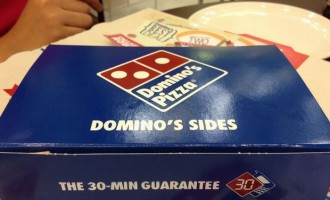 Domino's
Pizza
DOMINO'S SIDES
THE 30-MIN GUARANTEE 30